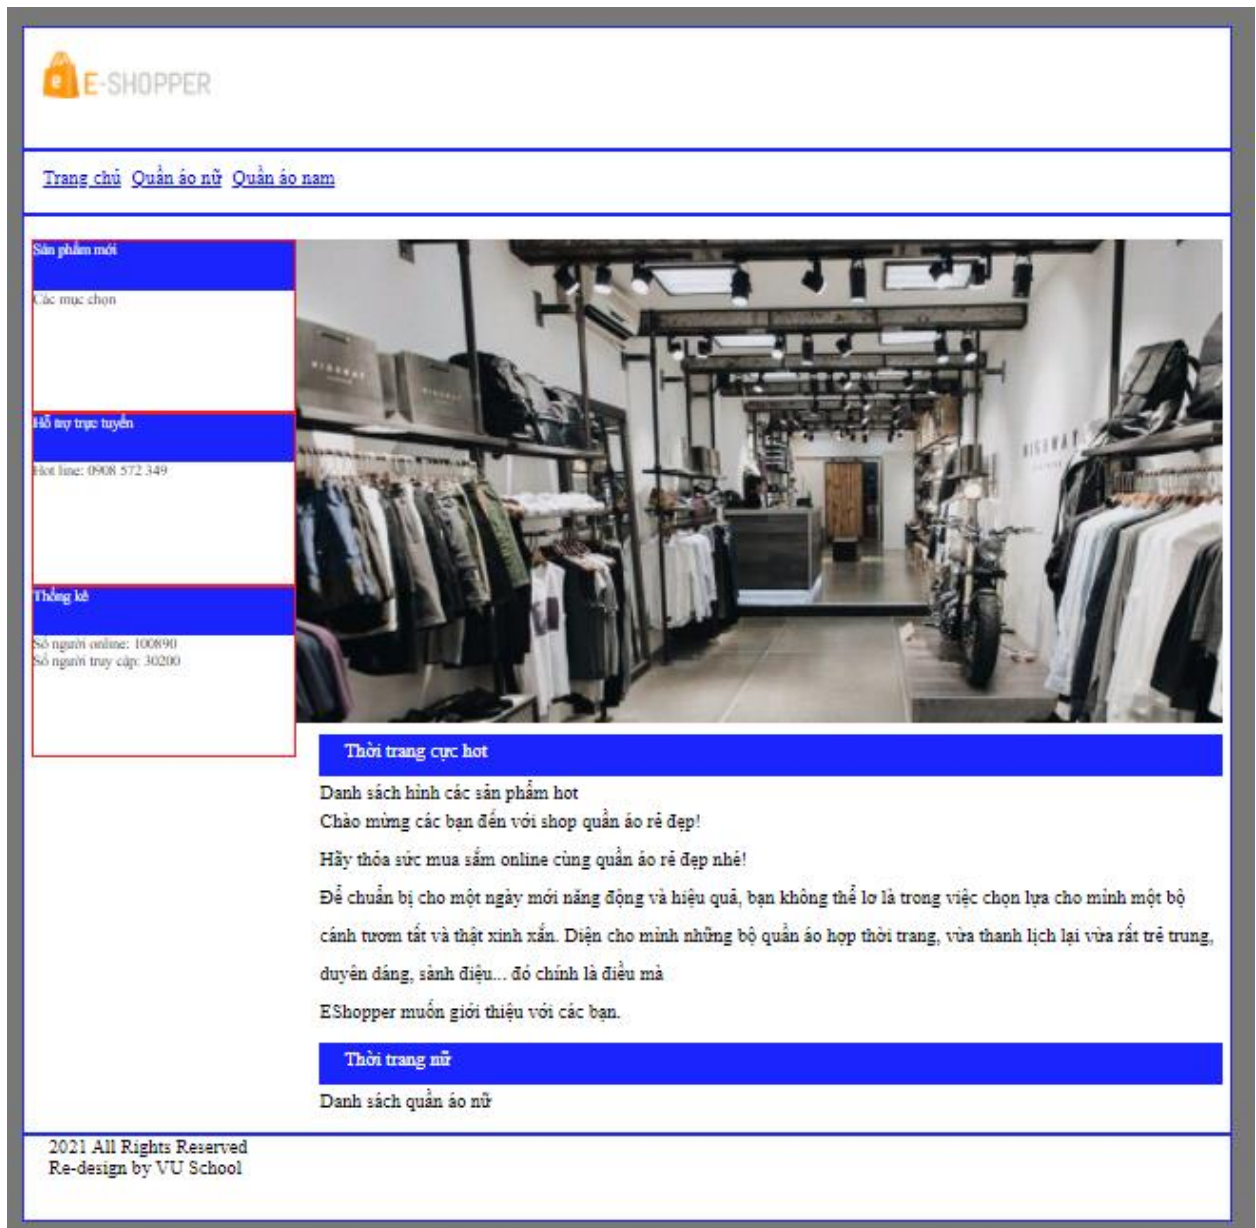 e E-SHOPPER
Trang chủ Quần áo nữ Quần áo nam
Sản phẩm mới
Các mục chọn
Hỗ trợ trực tuyến
Hot line: 0908 572 349
Thống kê
Số người online: 100890
Số người truy cập: 30200
HIGHWAY
HIGHWAY
HIGHWAY
Thời trang cực hot
Danh sách hình các sản phẩm hot
Chào mừng các bạn đến với shop quần áo rẻ đẹp!
Hãy thỏa sức mua sắm online cùng quần áo rẻ đẹp nhé!
Để chuẩn bị cho một ngày mới năng động và hiệu quả, bạn không thể lơ là trong việc chọn lựa cho mình một bộ
cánh tươm tất và thật xinh xắn. Diện cho mình những bộ quần áo hợp thời trang, vừa thanh lịch lại vừa rất trẻ trung,
duyên dáng, sành điệu... đó chính là điều mà
EShopper muốn giới thiệu với các bạn.
Thời trang nữ
Danh sách quần áo nữ
2021 All Rights Reserved
Re-design by VU School